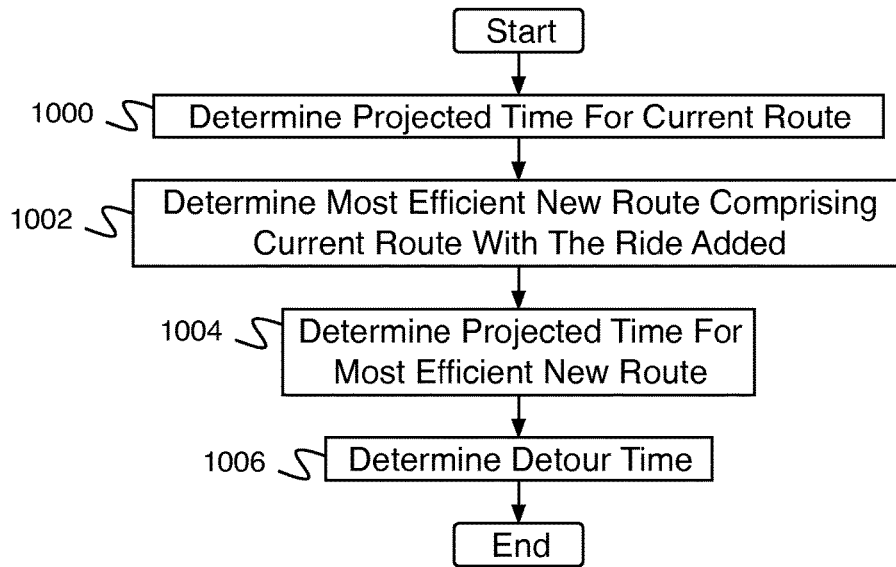 Start
1000
Determine Projected Time For Current Route
1002
Determine Most Efficient New Route Comprising
Current Route With The Ride Added
1004
Determine Projected Time For
Most Efficient New Route
1006
Determine Detour Time
End